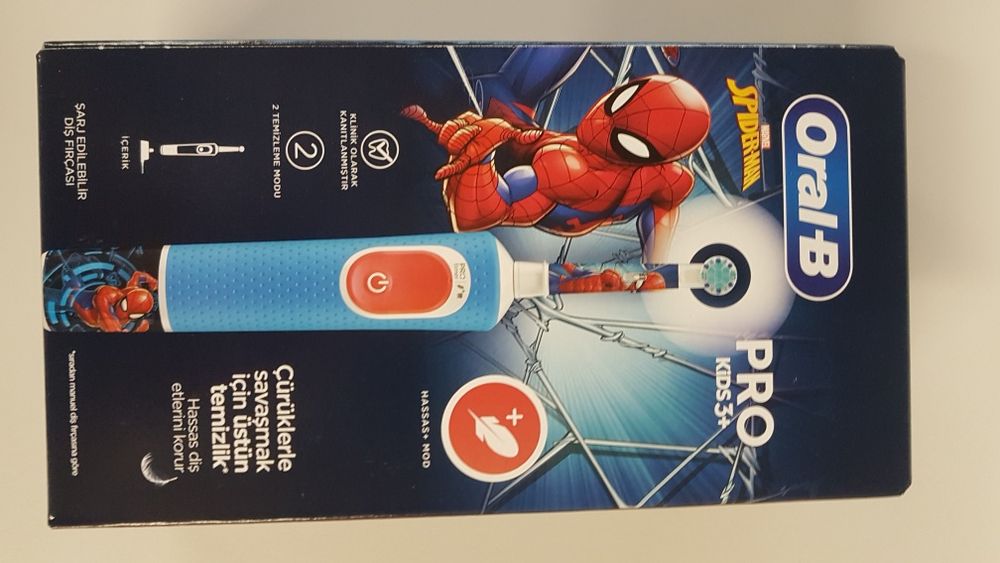 Oral-B
MARVEL
SPIDER-MAN
PRO
KiDS 3+
KLİNİK OLARAK
KANITLANMIŞTIR
2
2 TEMİZLEME MODU
İÇERİK
ŞARJ EDİLEBİLİR
DİŞ FIRÇASI
PRO
HASSAS+ MOD
Çürüklerle
savaşmak
için üstün
temizlik*
Hassas diş
etlerini korur
*sıradan manuel diş fırçasına göre